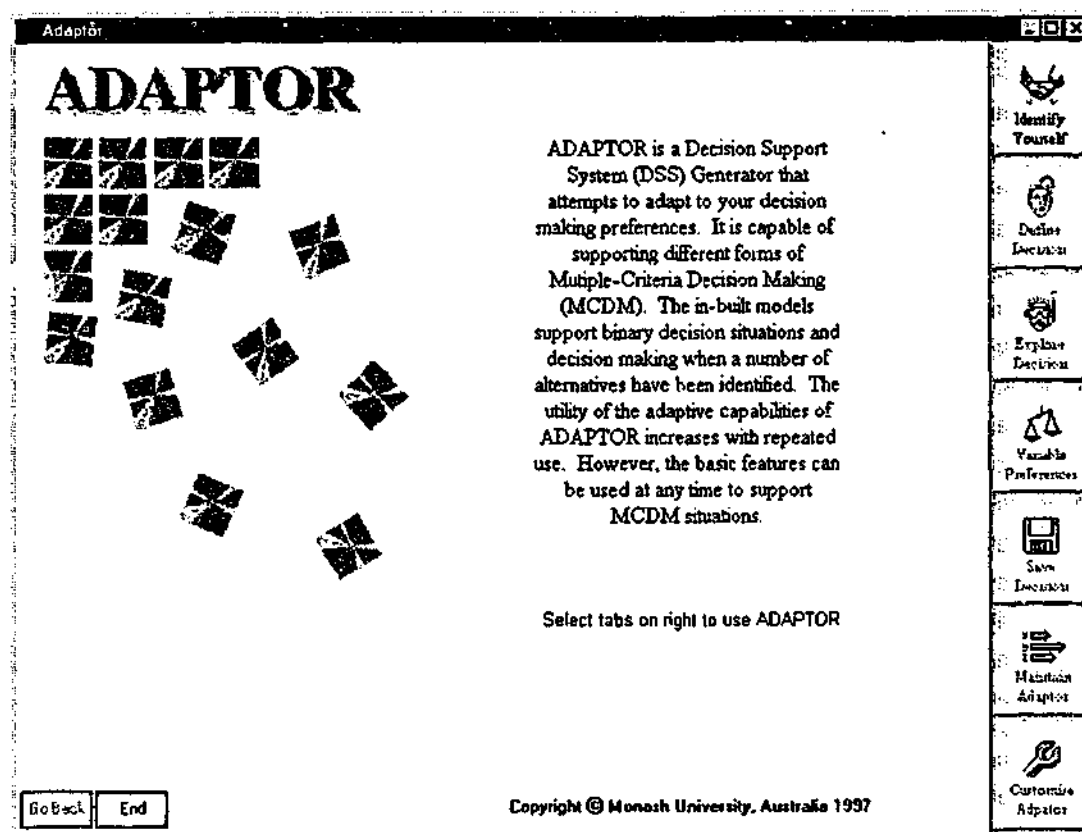 Adaptor
ADAPTOR
ADAPTOR is a Decision Support
System (DSS) Generator that
attempts to adapt to your decision
making preferences. It is capable of
supporting different forms of
Mutiple-Criteria Decision Making
(MCDM). The in-built models
support binary decision situations and
decision making when a number of
alternatives have been identified. The
utility of the adaptive capabilities of
ADAPTOR increases with repeated
use. However, the basic features can
be used at any time to support
MCDM situations.
Select tabs on right to use ADAPTOR
Identify
Yourself
Define
Decision
Explore
Decision
Variable
Preferences
Save
Decision
Maintain
Adaptor
Customise
Adpator
Go Back
End
Copyright © Monash University, Australia 1997